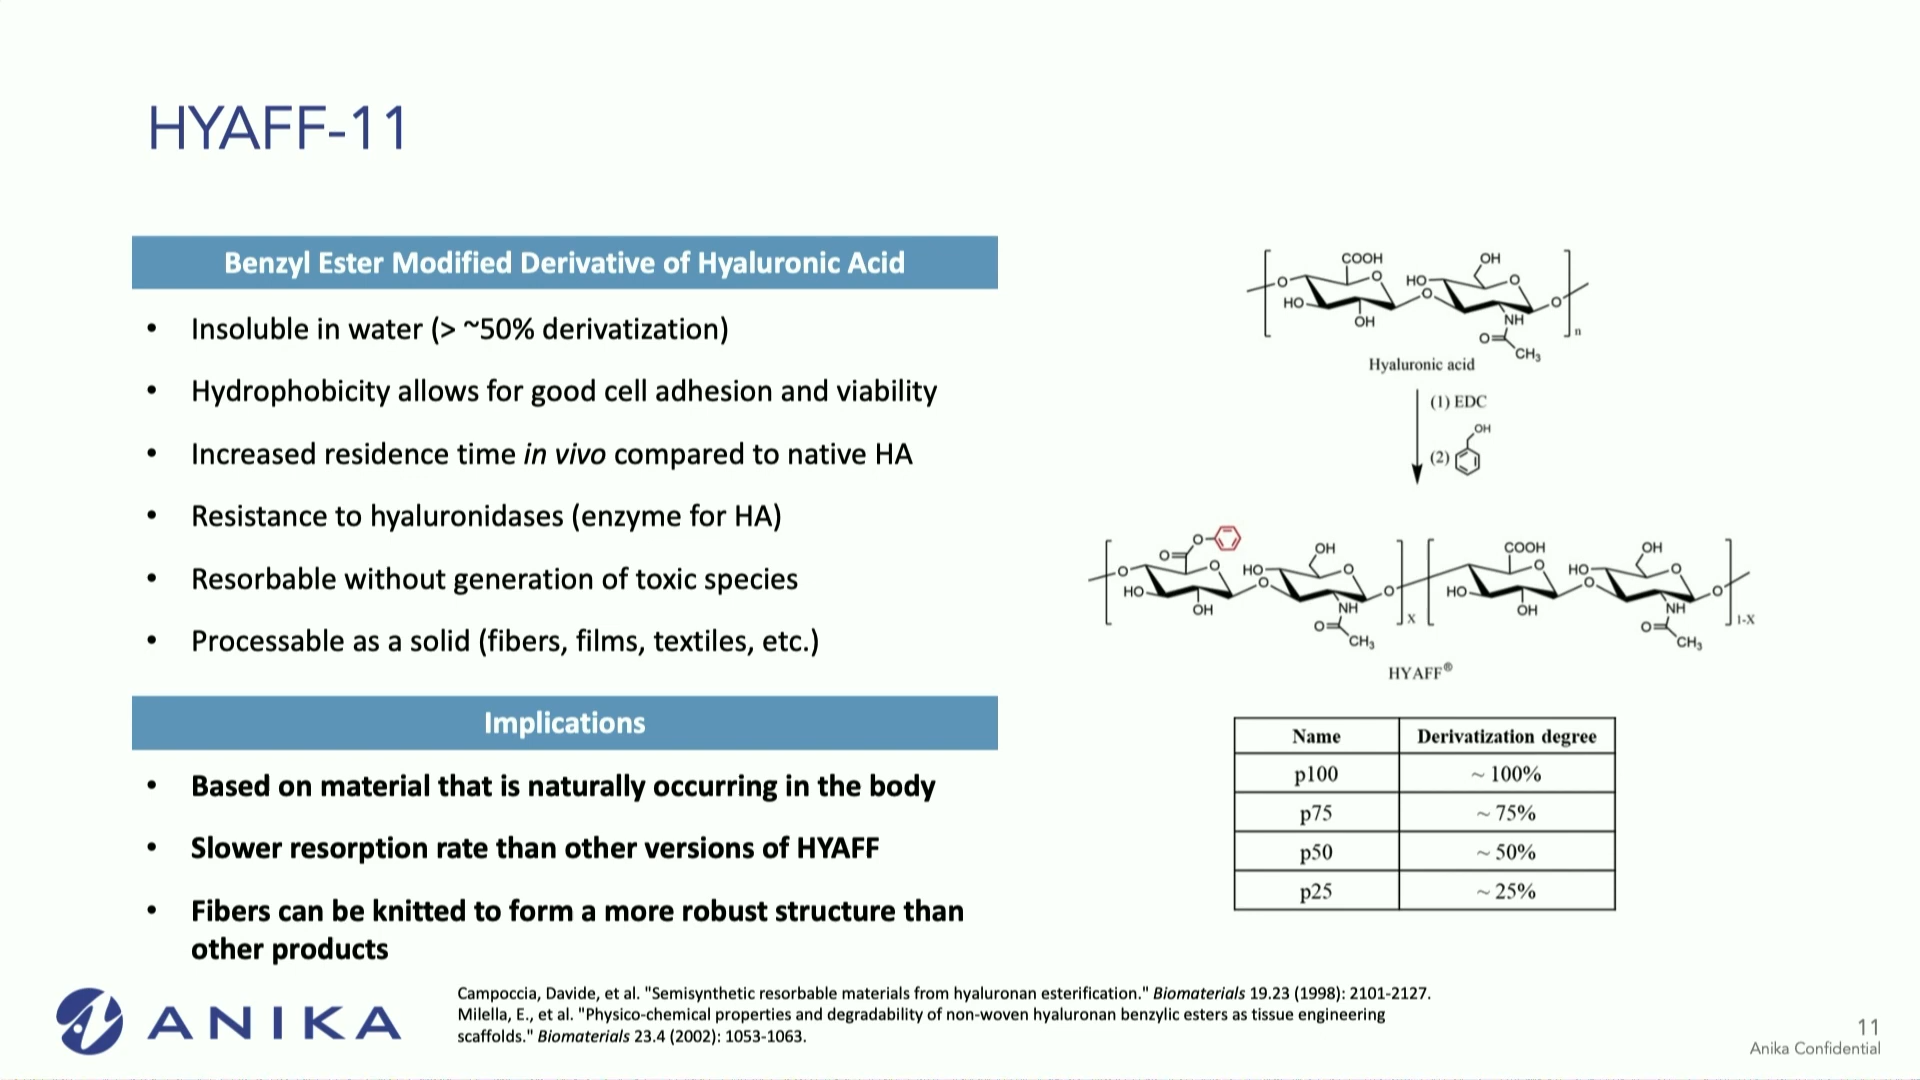 HYAFF-11
Benzyl Ester Modified Derivative of Hyaluronic Acid
• Insoluble in water (> ~50% derivatization)
• Hydrophobicity allows for good cell adhesion and viability
• Increased residence time in vivo compared to native HA
• Resistance to hyaluronidases (enzyme for HA)
• Resorbable without generation of toxic species
• Processable as a solid (fibers, films, textiles, etc.)
Implications
• Based on material that is naturally occurring in the body
• Slower resorption rate than other versions of HYAFF
• Fibers can be knitted to form a more robust structure than
other products
COOH OH
O O HO O O O
HO OH NH n
O CH3
Hyaluronic acid
(1) EDC
OH
(2)
O
O OH COOH OH
O O HO O O O O HO O O O
HO OH NH x HO OH NH 1-X
O CH3 O CH3
HYAFF®
Name Derivatization degree
p100 ~ 100%
p75 ~ 75%
p50 ~ 50%
p25 ~ 25%
ANIKA
Campoccia, Davide, et al. "Semisynthetic resorbable materials from hyaluronan esterification." Biomaterials 19.23 (1998): 2101-2127.
Milella, E., et al. "Physico-chemical properties and degradability of non-woven hyaluronan benzylic esters as tissue engineering
scaffolds." Biomaterials 23.4 (2002): 1053-1063.
11
Anika Confidential